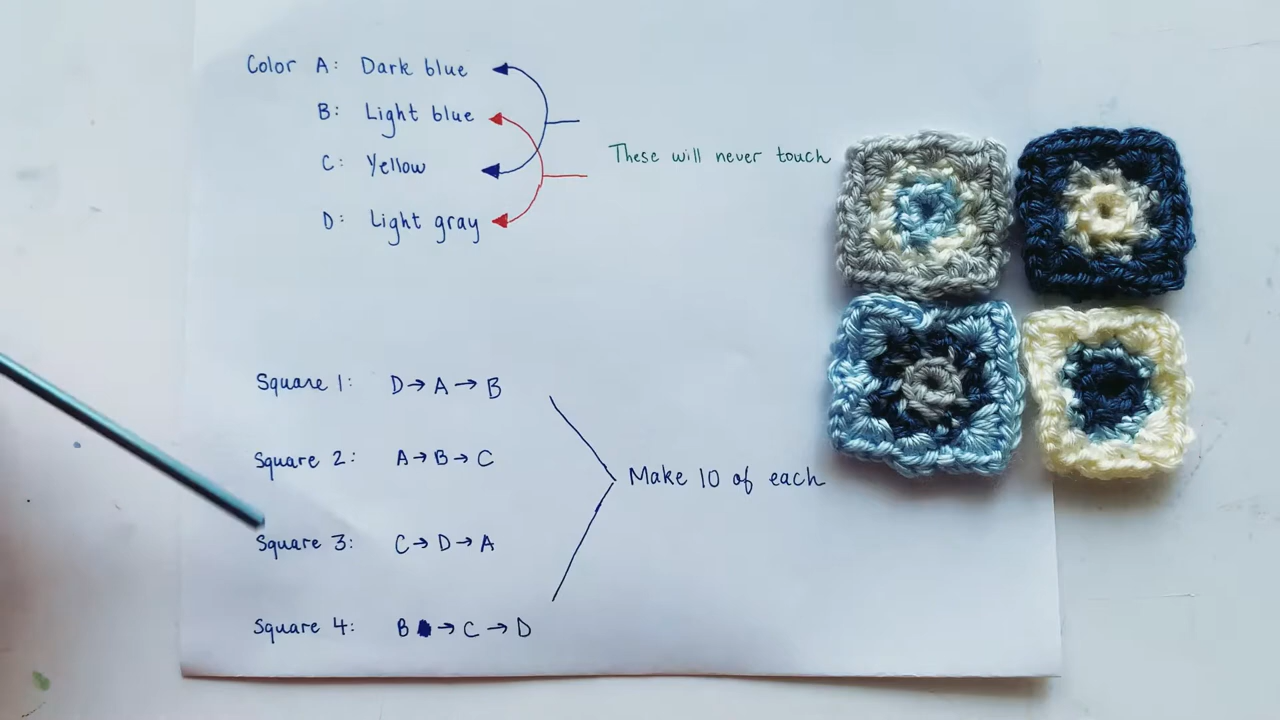 Color A: Dark blue
B: Light blue
C: Yellow
D: Light gray
These will never touch
Square 1: D→A→B
Square 2: A→B→C
Square 3: C→D→A
Square 4: B→C→D
Make 10 of each